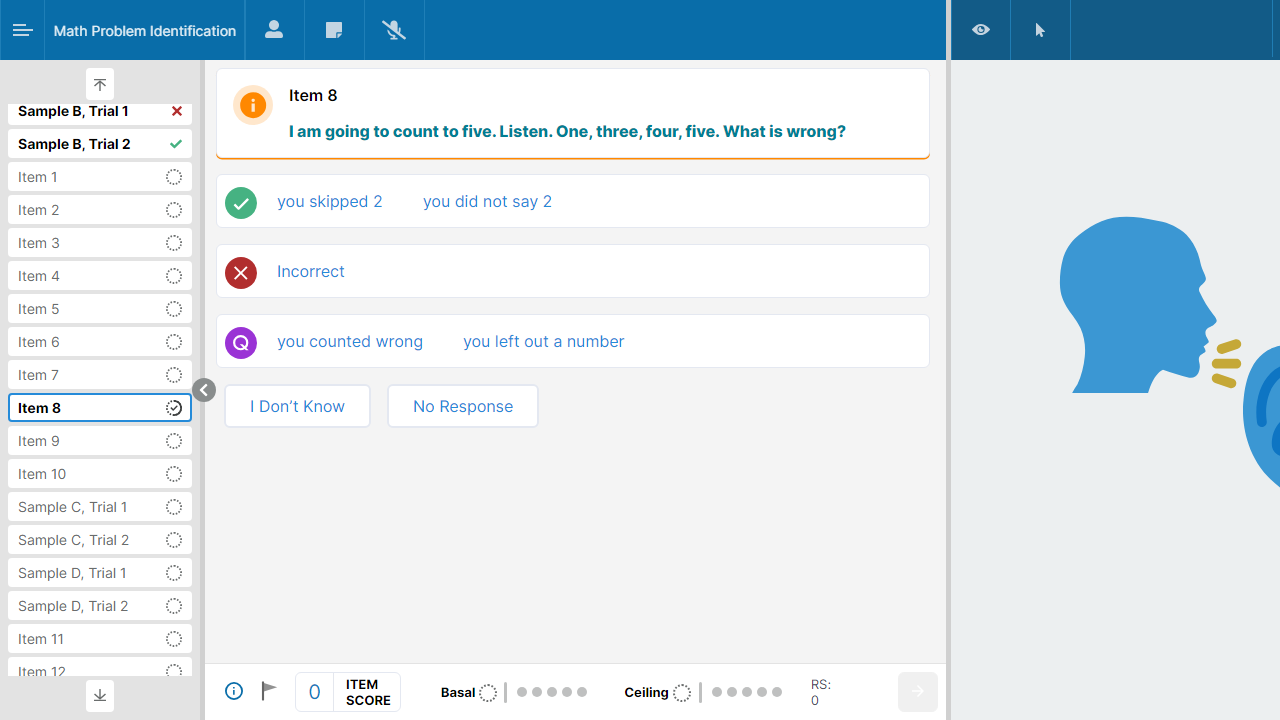 Math Problem Identification
Sample B, Trial 1
Sample B, Trial 2
Item 1
Item 2
Item 3
Item 4
Item 5
Item 6
Item 7
Item 8
Item 9
Item 10
Sample C, Trial 1
Sample C, Trial 2
Sample D, Trial 1
Sample D, Trial 2
Item 11
Item 12
Item 8
I am going to count to five. Listen. One, three, four, five. What is wrong?
you skipped 2 you did not say 2
Incorrect
Q you counted wrong you left out a number
I Don’t Know No Response
0 ITEM SCORE
Basal
Ceiling
RS:
0